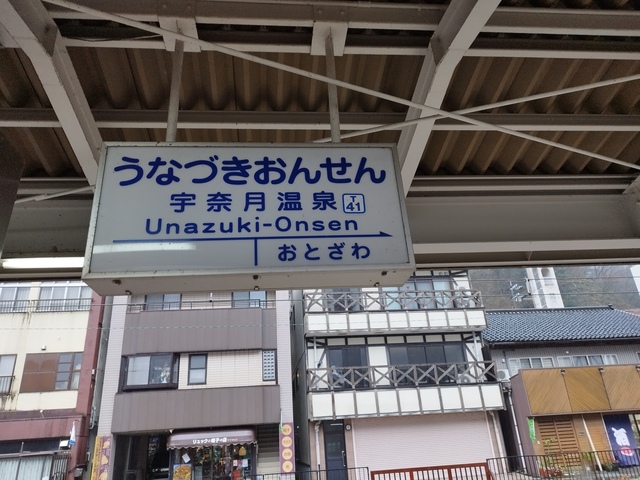 うなづきおんせん
宇奈月温泉 T 41
Unazuki-Onsen
おとざわ